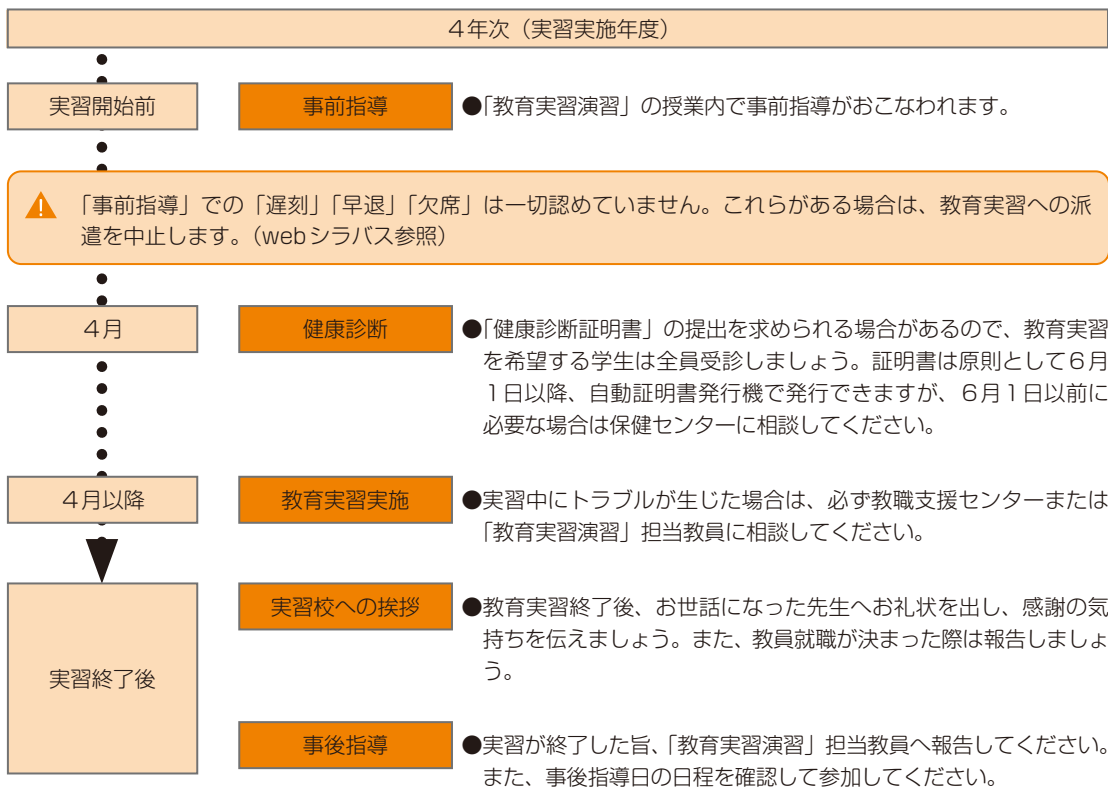 ４年次（実習実施年度）
実習開始前
事前指導
●「教育実習演習」の授業内で事前指導がおこなわれます。
「事前指導」での「遅刻」「早退」「欠席」は一切認めていません。これらがある場合は、教育実習への派
遣を中止します。（webシラバス参照）
４月
健康診断
●「健康診断証明書」の提出を求められる場合があるので、教育実習
を希望する学生は全員受診しましょう。証明書は原則として６月
１日以降、自動証明書発行機で発行できますが、６月１日以前に
必要な場合は保健センターに相談してください。
４月以降
教育実習実施
●実習中にトラブルが生じた場合は、必ず教職支援センターまたは
「教育実習演習」担当教員に相談してください。
実習終了後
実習校への挨拶
●教育実習終了後、お世話になった先生へお礼状を出し、感謝の気
持ちを伝えましょう。また、教員就職が決まった際は報告しましょ
う。
事後指導
●実習が終了した旨、「教育実習演習」担当教員へ報告してください。
また、事後指導日の日程を確認して参加してください。